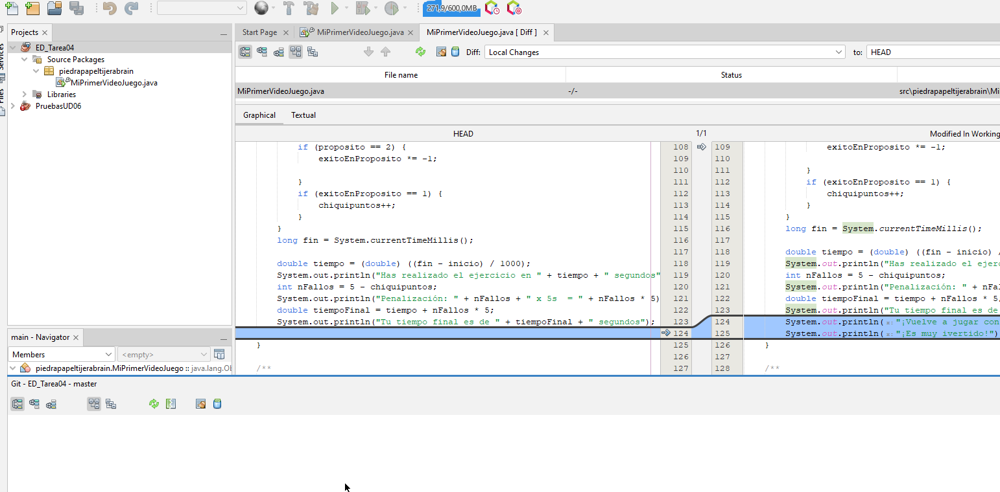 271,9/600,0MB
Projects
Start Page
MiPrimerVideoJuego.java
MiPrimerVideoJuego.java [ Diff ]
Services
Files
ED_Tarea04
Source Packages
piedrapapeltijerabrain
MiPrimerVideoJuego.java
Libraries
PruebasUD06
Diff: Local Changes to: HEAD
File name Status
MiPrimerVideoJuego.java -/- src\piedrapapeltijerabrain\Mi
Graphical Textual
HEAD 1/1 Modified In Working
if (proposito == 2) {
exitoEnProposito *= -1;
}
if (exitoEnProposito == 1) {
chiquipuntos++;
}
}
long fin = System.currentTimeMillis();
double tiempo = (double) ((fin - inicio) / 1000);
System.out.println("Has realizado el ejercicio en " + tiempo + " segundos"
int nFallos = 5 - chiquipuntos;
System.out.println("Penalización: " + nFallos + " x 5s  = " + nFallos * 5)
double tiempoFinal = tiempo + nFallos * 5;
System.out.println("Tu tiempo final es de " + tiempoFinal + " segundos");
}
/**
108
109
110
111
112
113
114
115
116
117
118
119
120
121
122
123
124
125
126
127
109
110
111
112
113
114
115
116
117
118
119
120
121
122
123
124
125
126
127
128
exitoEnProposito *= -1;
}
if (exitoEnProposito == 1) {
chiquipuntos++;
}
}
long fin = System.currentTimeMillis();
double tiempo = (double) ((fin - inicio) /
System.out.println("Has realizado el ejerc
int nFallos = 5 - chiquipuntos;
System.out.println("Penalización: " + nFal
double tiempoFinal = tiempo + nFallos * 5;
System.out.println("Tu tiempo final es de
System.out.println( x: "¡Vuelve a jugar con
System.out.println( x: "¡Es muy ivertido!")
}
/**
main - Navigator
Members <empty>
piedrapapeltijerabrain.MiPrimerVideoJuego :: java.lang.Ob
Git - ED_Tarea04 - master